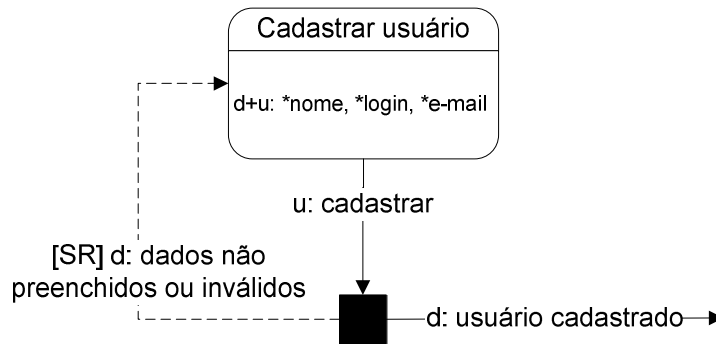 Cadastrar usuário
d+u: *nome, *login, *e-mail
u: cadastrar
[SR] d: dados não
preenchidos ou inválidos
d: usuário cadastrado